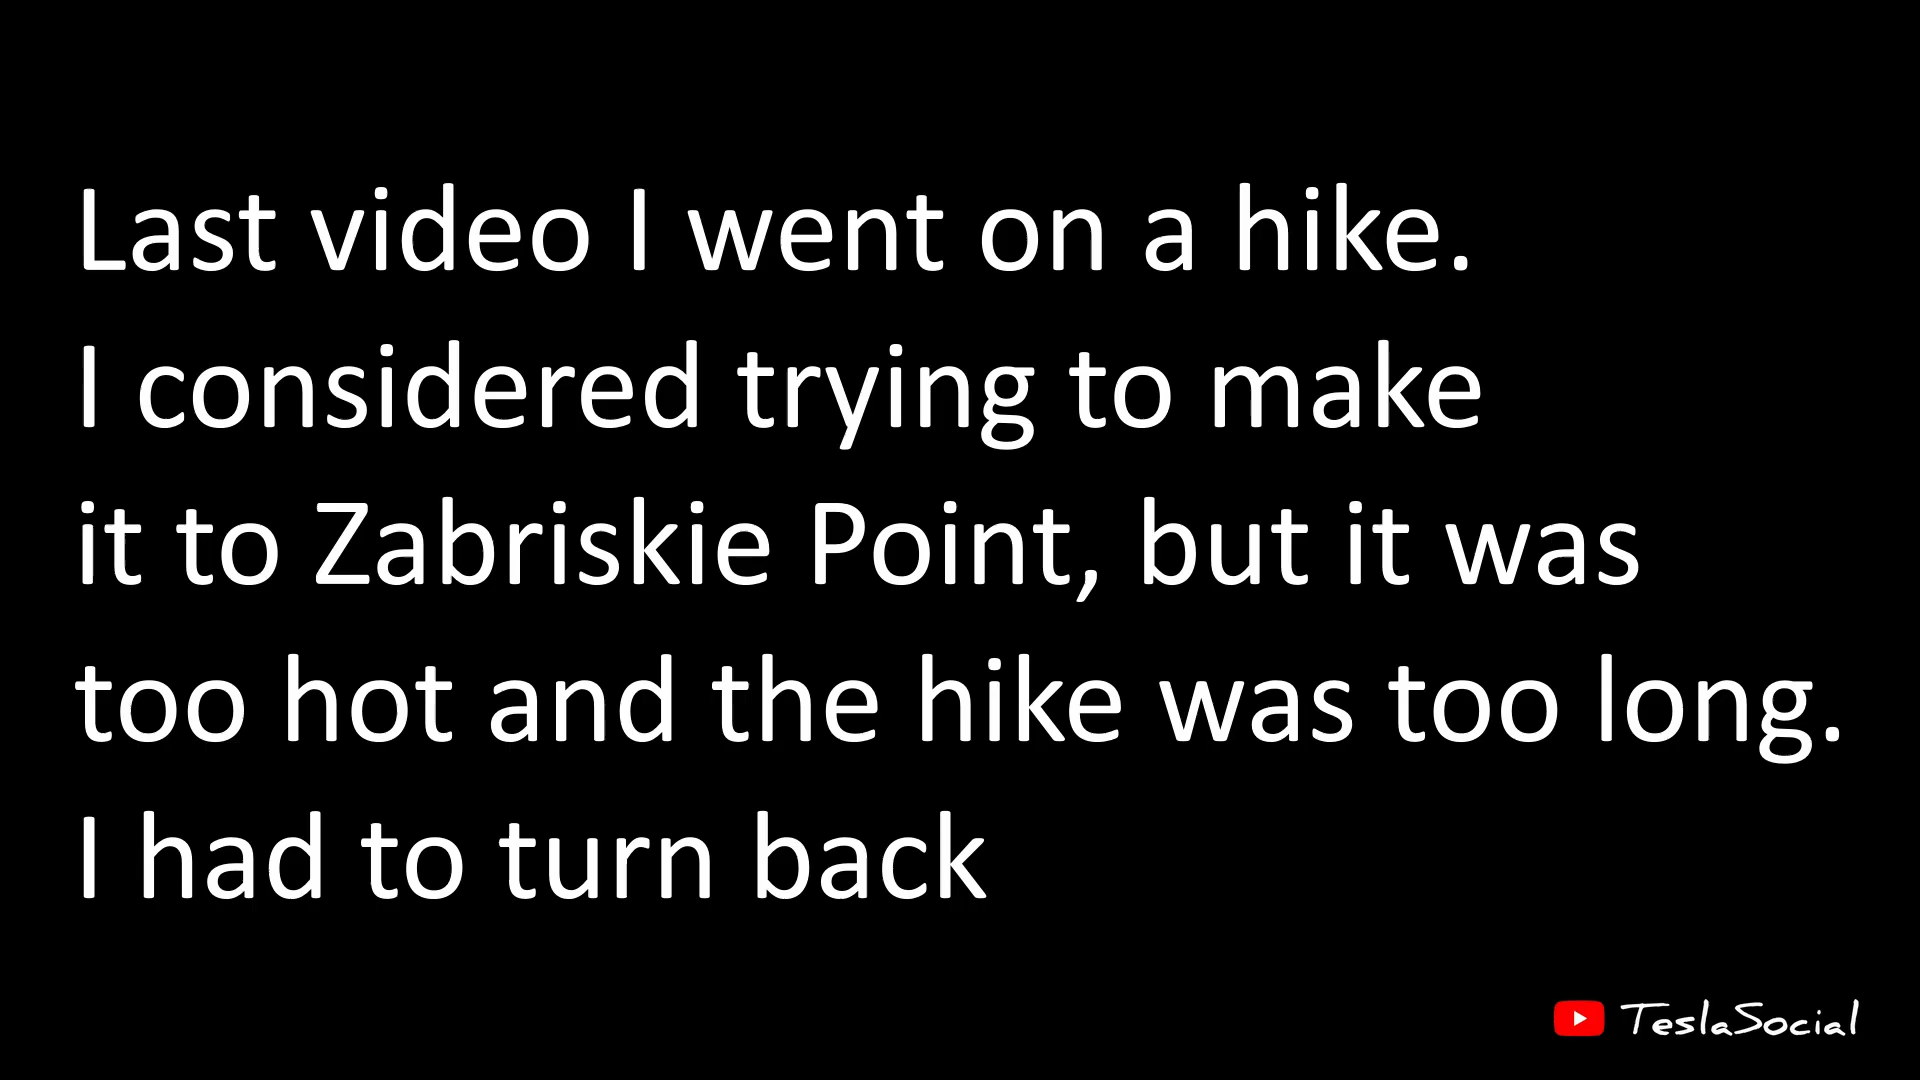 Last video I went on a hike.
I considered trying to make
it to Zabriskie Point, but it was
too hot and the hike was too long.
I had to turn back
TeslaSocial